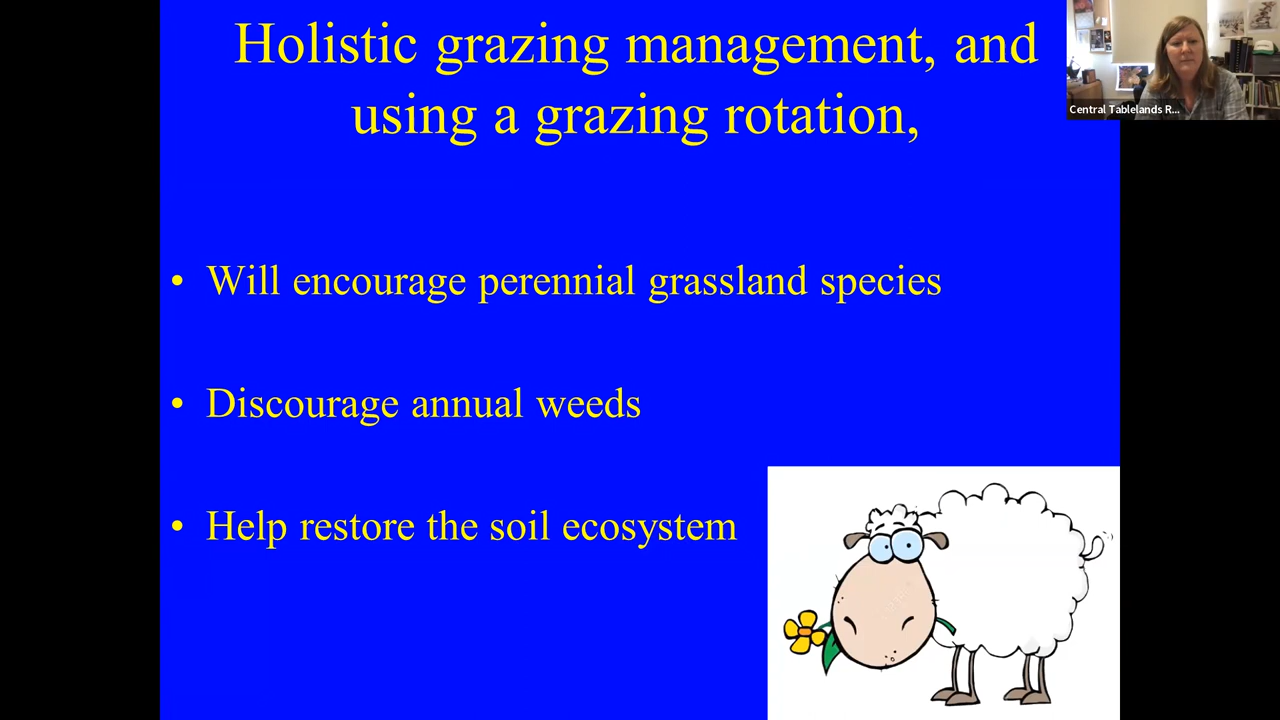 Holistic grazing management, and
using a grazing rotation,
Central Tablelands R...
• Will encourage perennial grassland species
• Discourage annual weeds
• Help restore the soil ecosystem